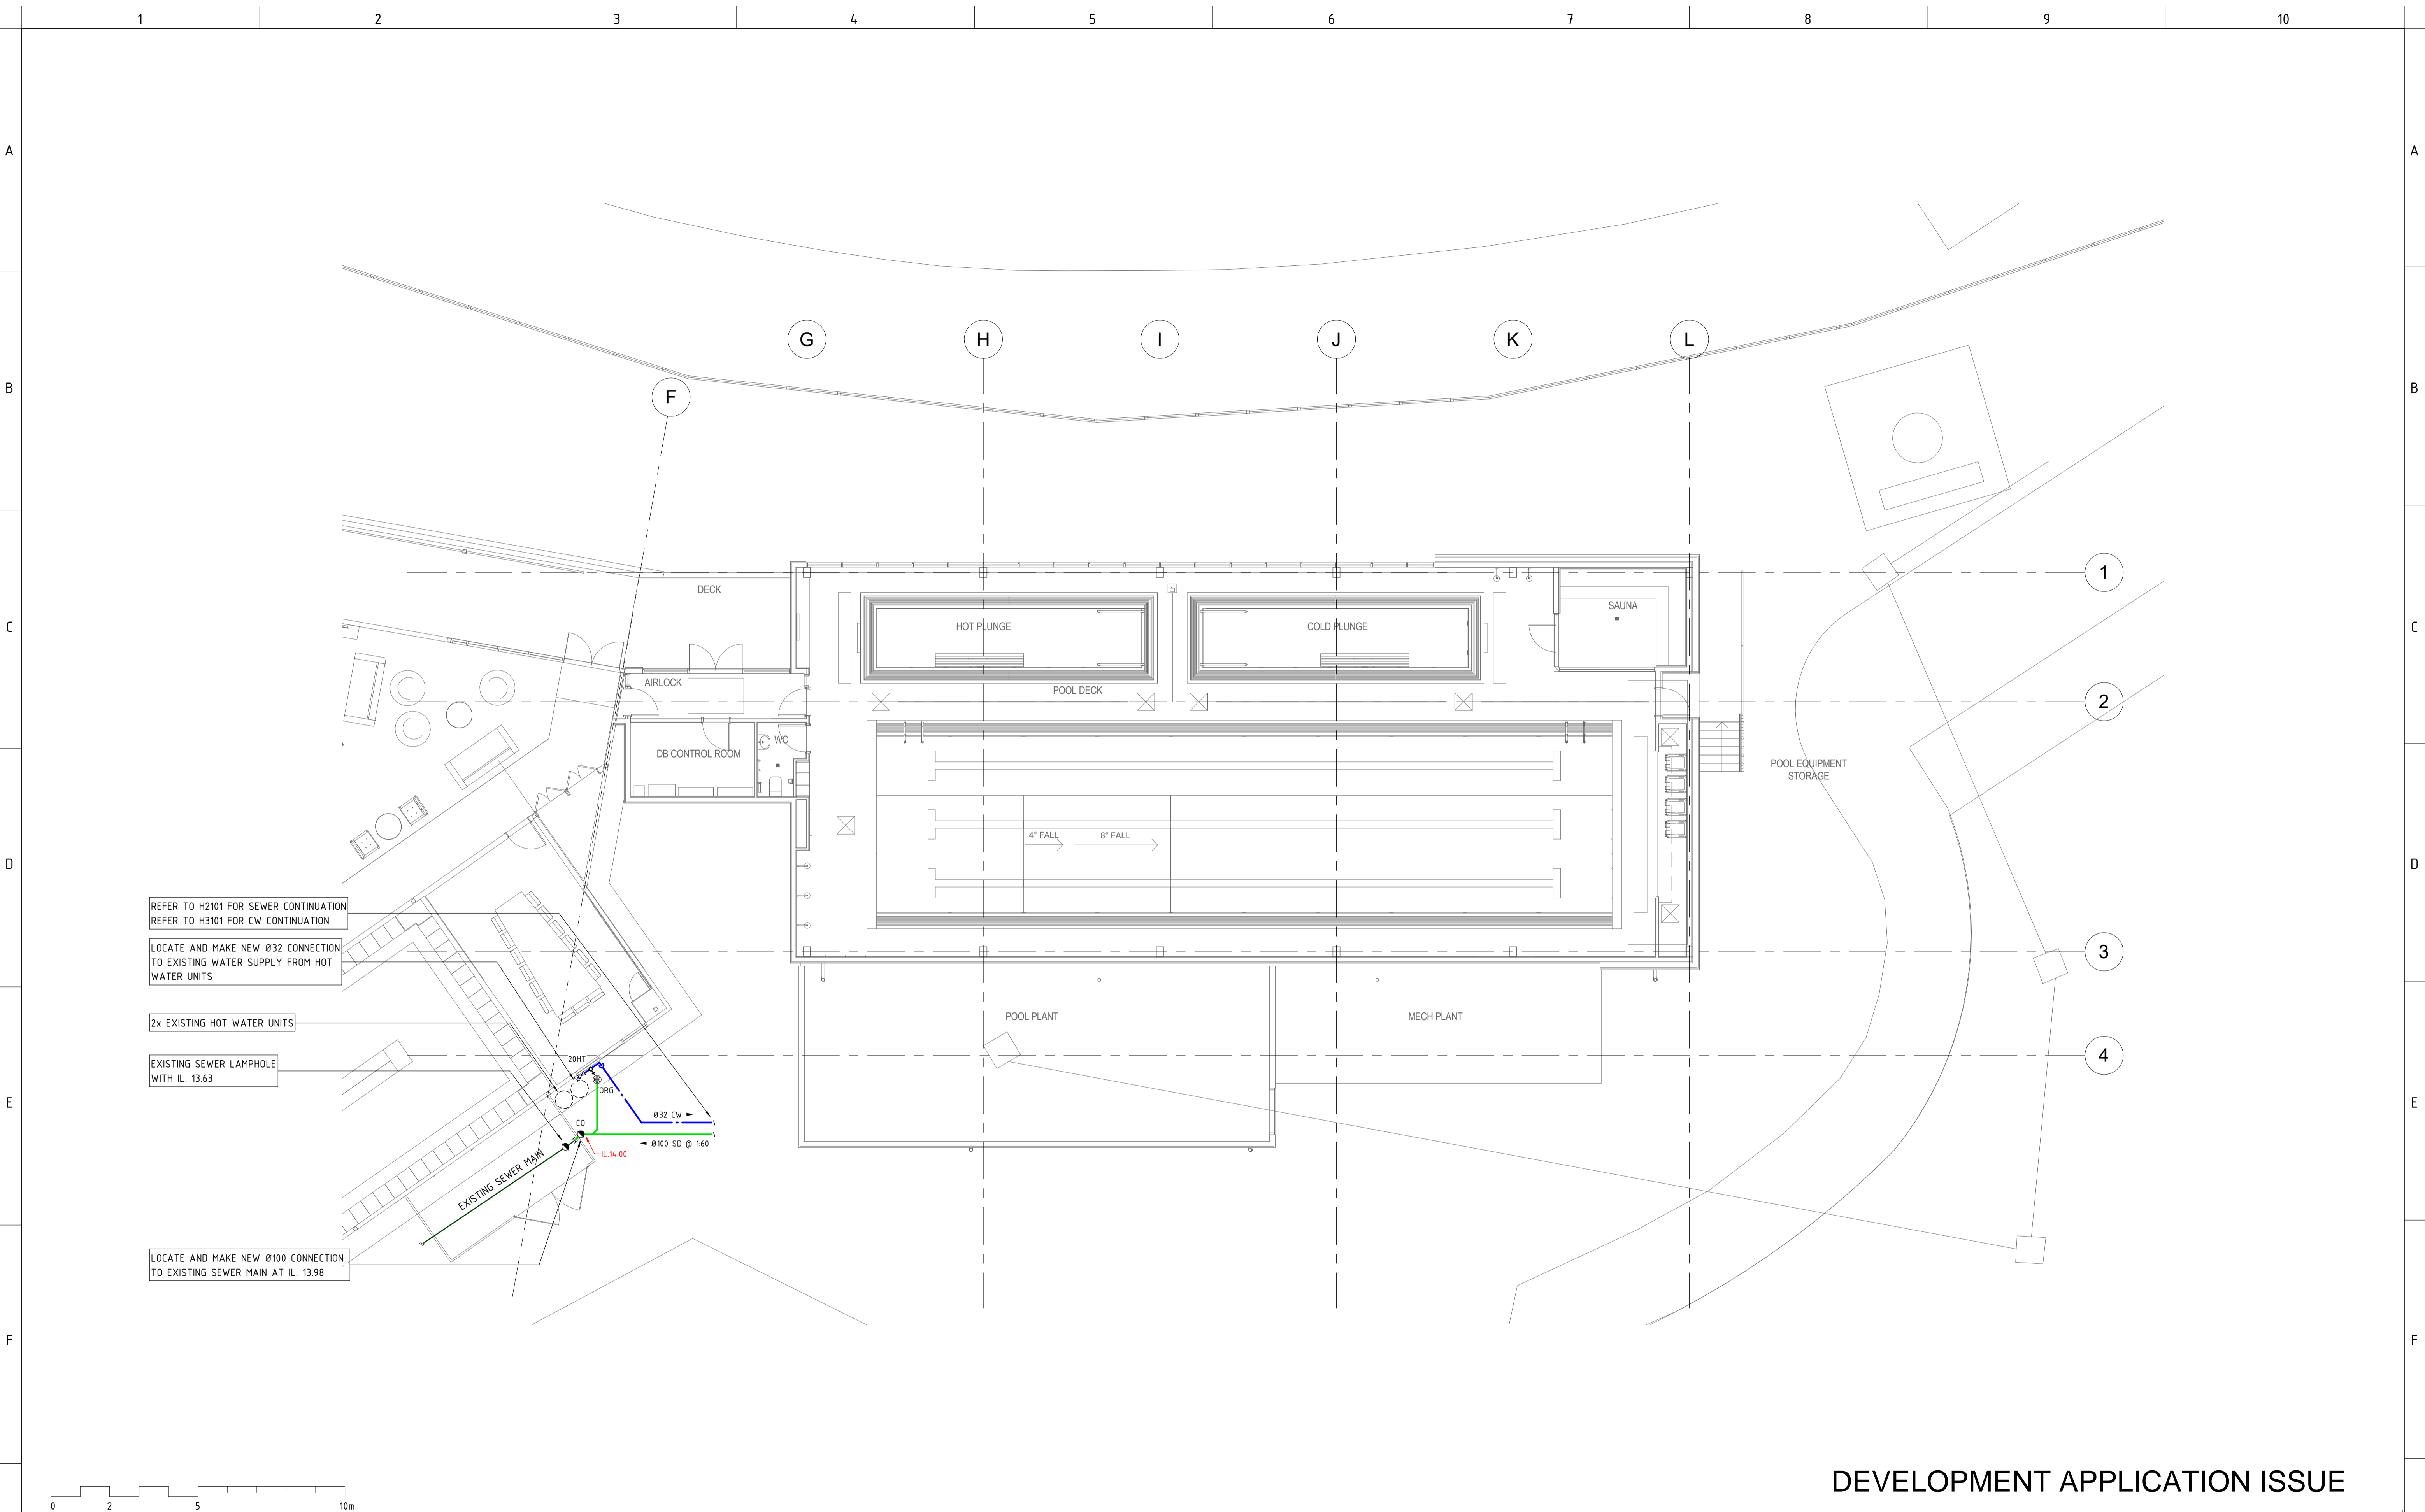 1 2 3 4 5 6 7 8 9 10
A A
B B
C C
D D
E E
F F
G H I J K L
F
1
2
3
4
DECK
HOT PLUNGE
COLD PLUNGE
SAUNA
AIRLOCK
POOL DECK
DB CONTROL ROOM
WC
POOL EQUIPMENT
STORAGE
4° FALL
8° FALL
REFER TO H2101 FOR SEWER CONTINUATION
REFER TO H3101 FOR CW CONTINUATION
LOCATE AND MAKE NEW Ø32 CONNECTION
TO EXISTING WATER SUPPLY FROM HOT
WATER UNITS
2x EXISTING HOT WATER UNITS
EXISTING SEWER LAMPHOLE
WITH IL. 13.63
POOL PLANT
MECH PLANT
20HT
ORG
CO
Ø32 CW
Ø100 SD @ 1:60
IL.14.00
EXISTING SEWER MAIN
LOCATE AND MAKE NEW Ø100 CONNECTION
TO EXISTING SEWER MAIN AT IL. 13.98
0 2 5 10m
DEVELOPMENT APPLICATION ISSUE